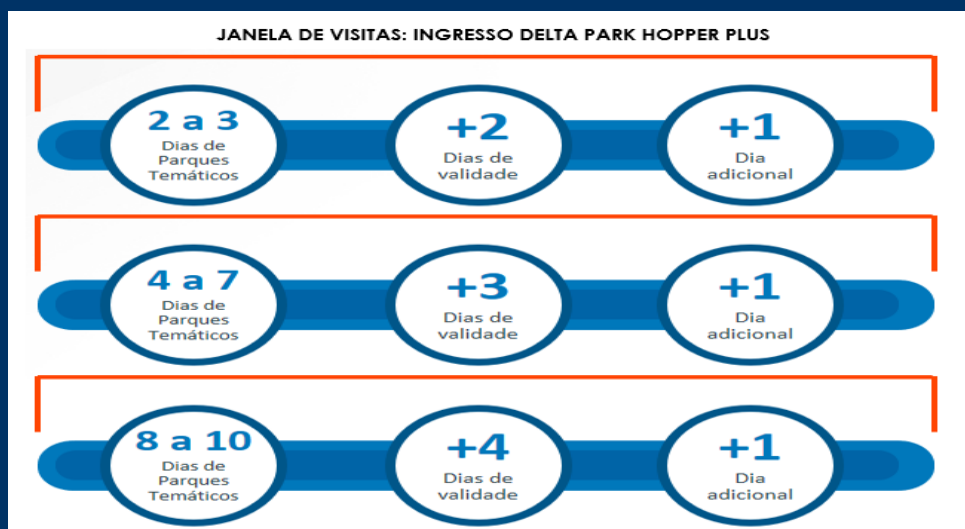 JANELA DE VISITAS: INGRESSO DELTA PARK HOPPER PLUS
2 a 3
Dias de
Parques
Temáticos
+2
Dias de
validade
+1
Dia
adicional
4 a 7
Dias de
Parques
Temáticos
+3
Dias de
validade
+1
Dia
adicional
8 a 10
Dias de
Parques
Temáticos
+4
Dias de
validade
+1
Dia
adicional